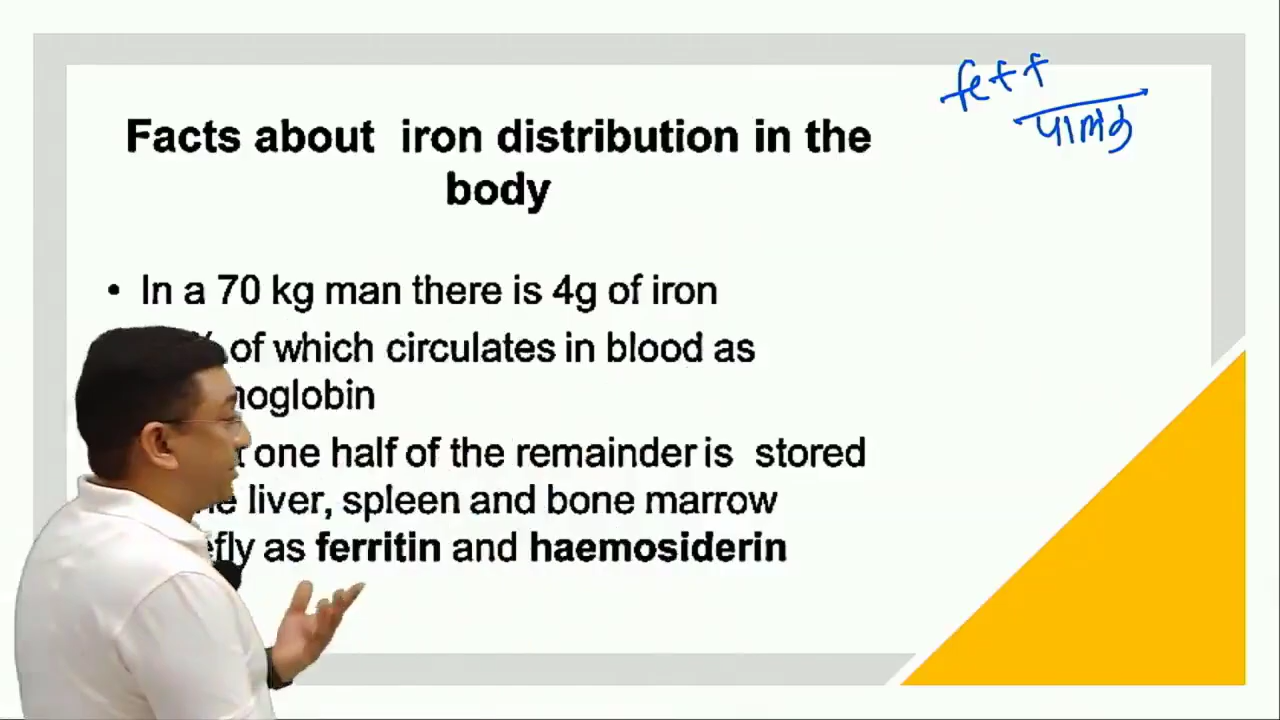 fe++
पालक
Facts about iron distribution in the
body
• In a 70 kg man there is 4g of iron
of which circulates in blood as
one half of the remainder is stored
liver, spleen and bone marrow
as ferritin and haemosiderin